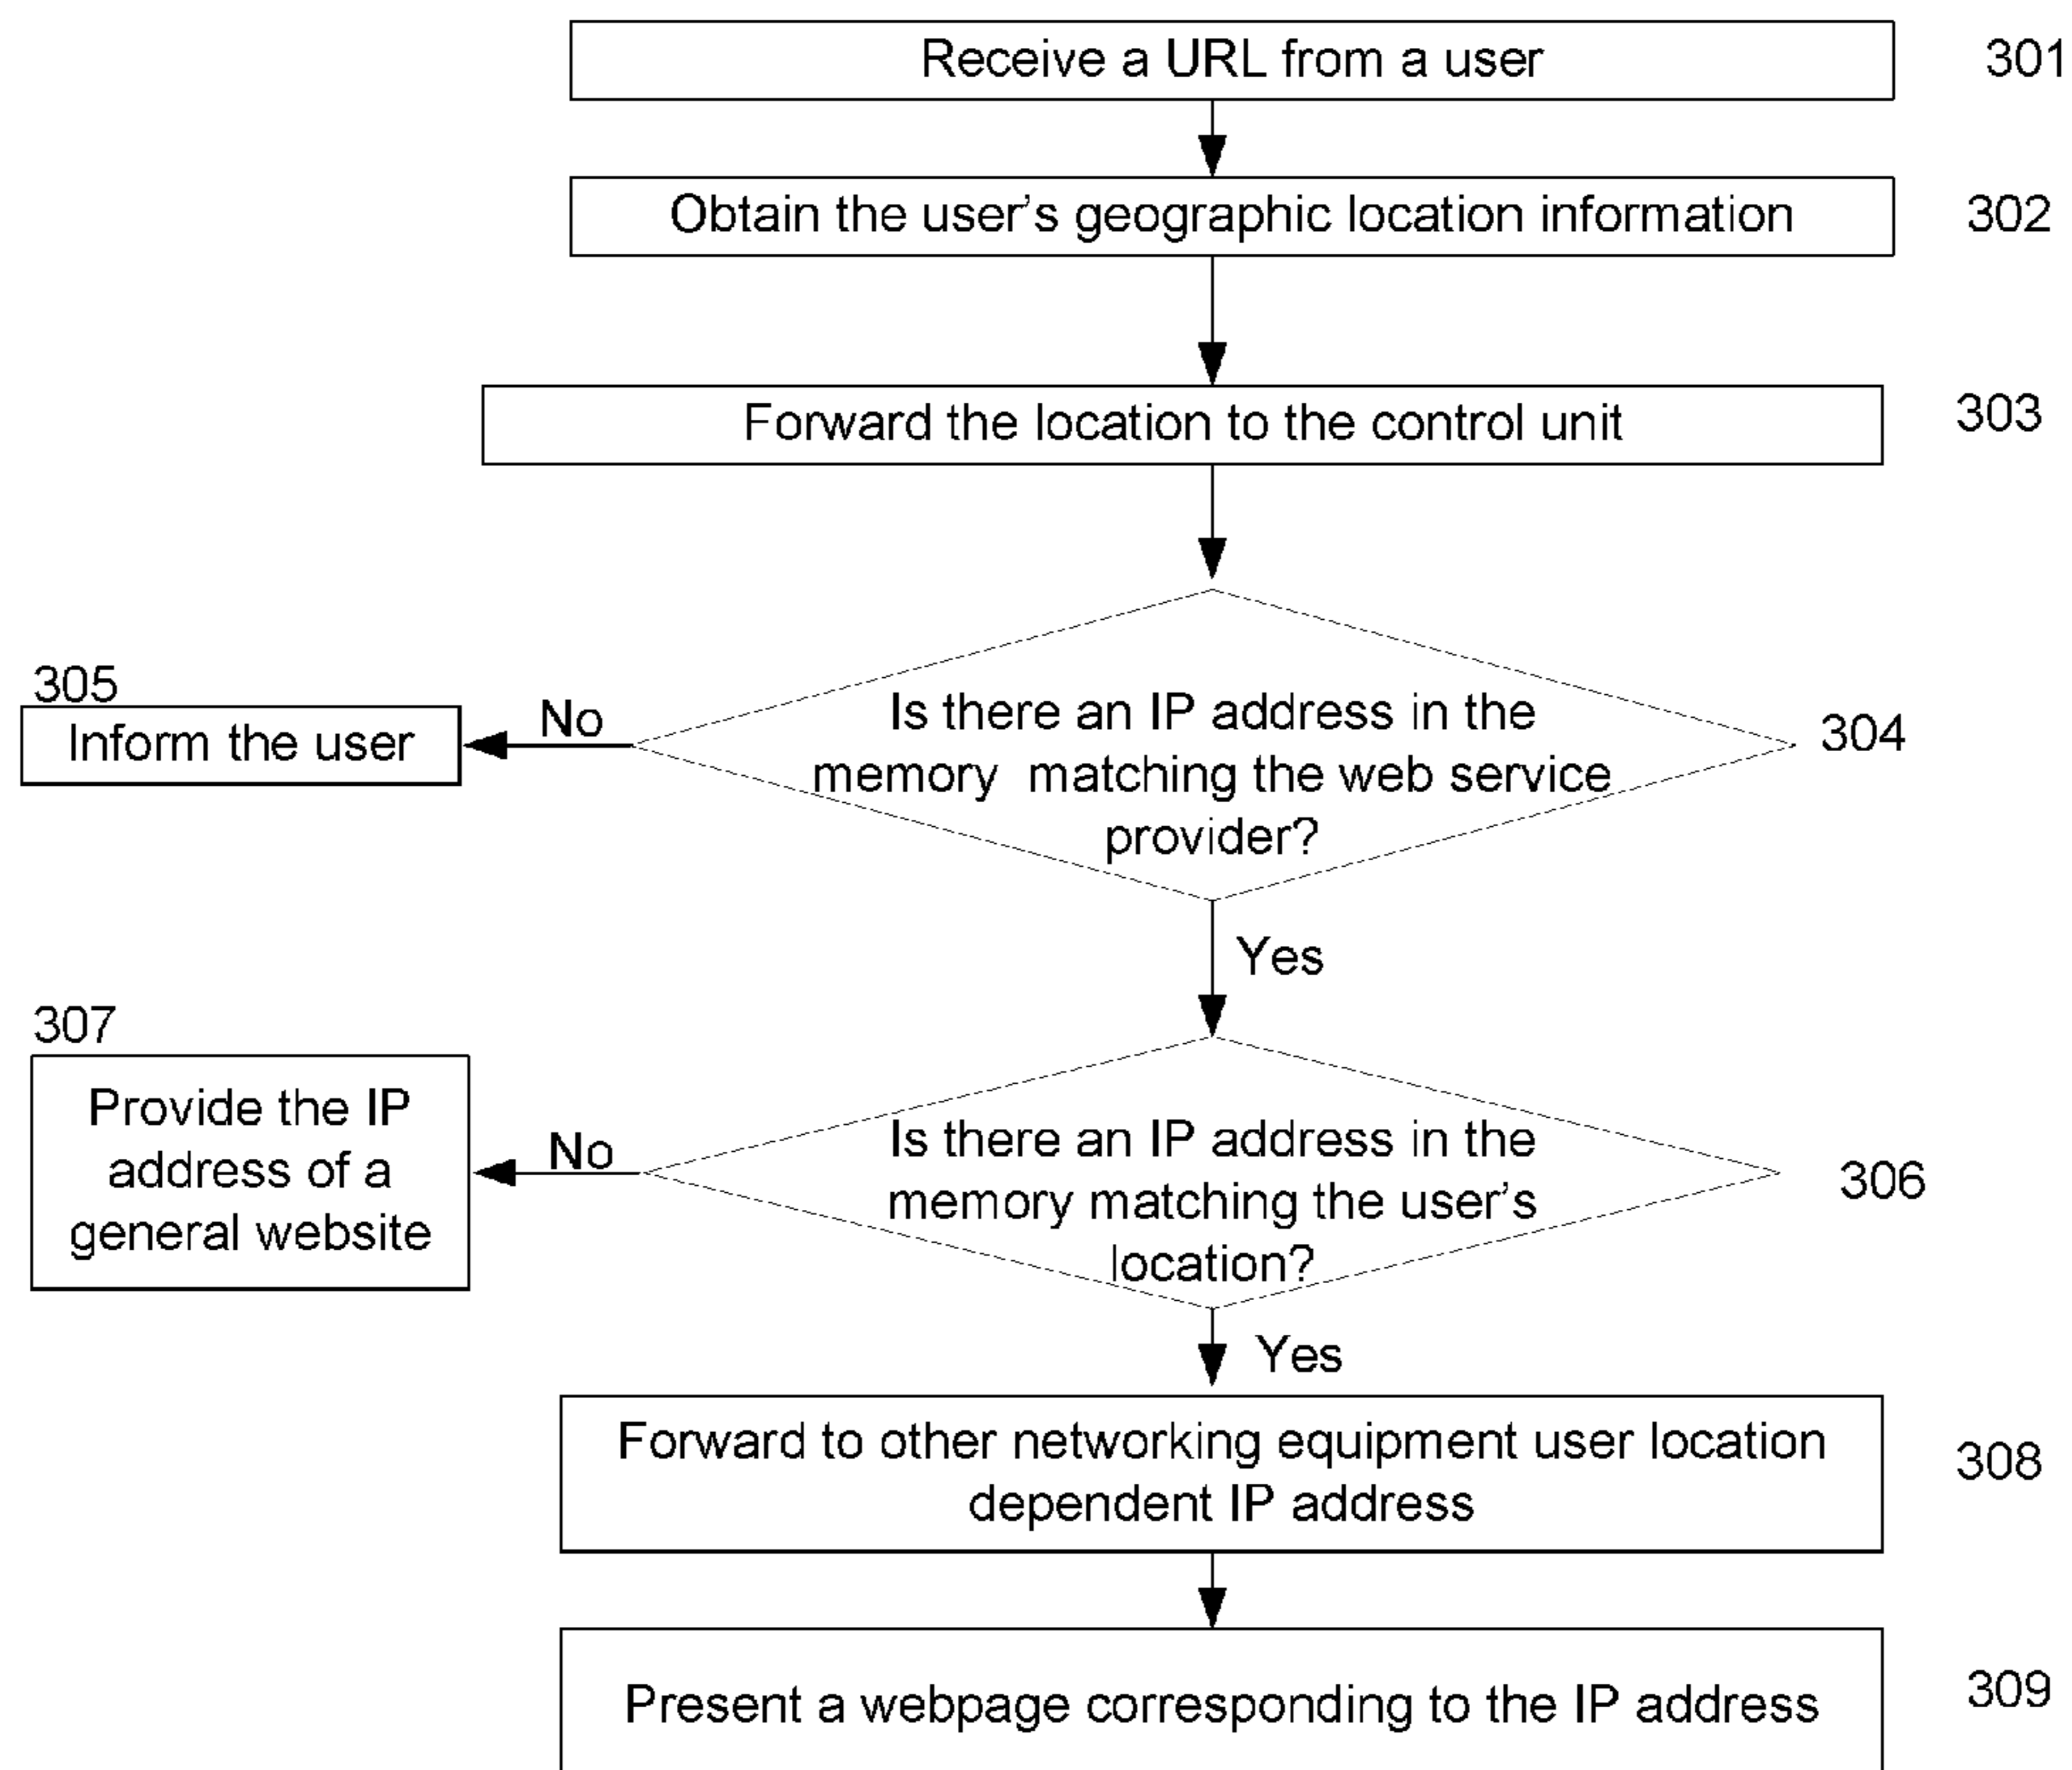 Receive a URL from a user
301
Obtain the user's geographic location information
302
Forward the location to the control unit
303
305
Inform the user
No
Is there an IP address in the
memory matching the web service
provider?
304
Yes
307
Provide the IP
address of a
general website
No
Is there an IP address in the
memory matching the user's
location?
306
Yes
Forward to other networking equipment user location
dependent IP address
308
Present a webpage corresponding to the IP address
309